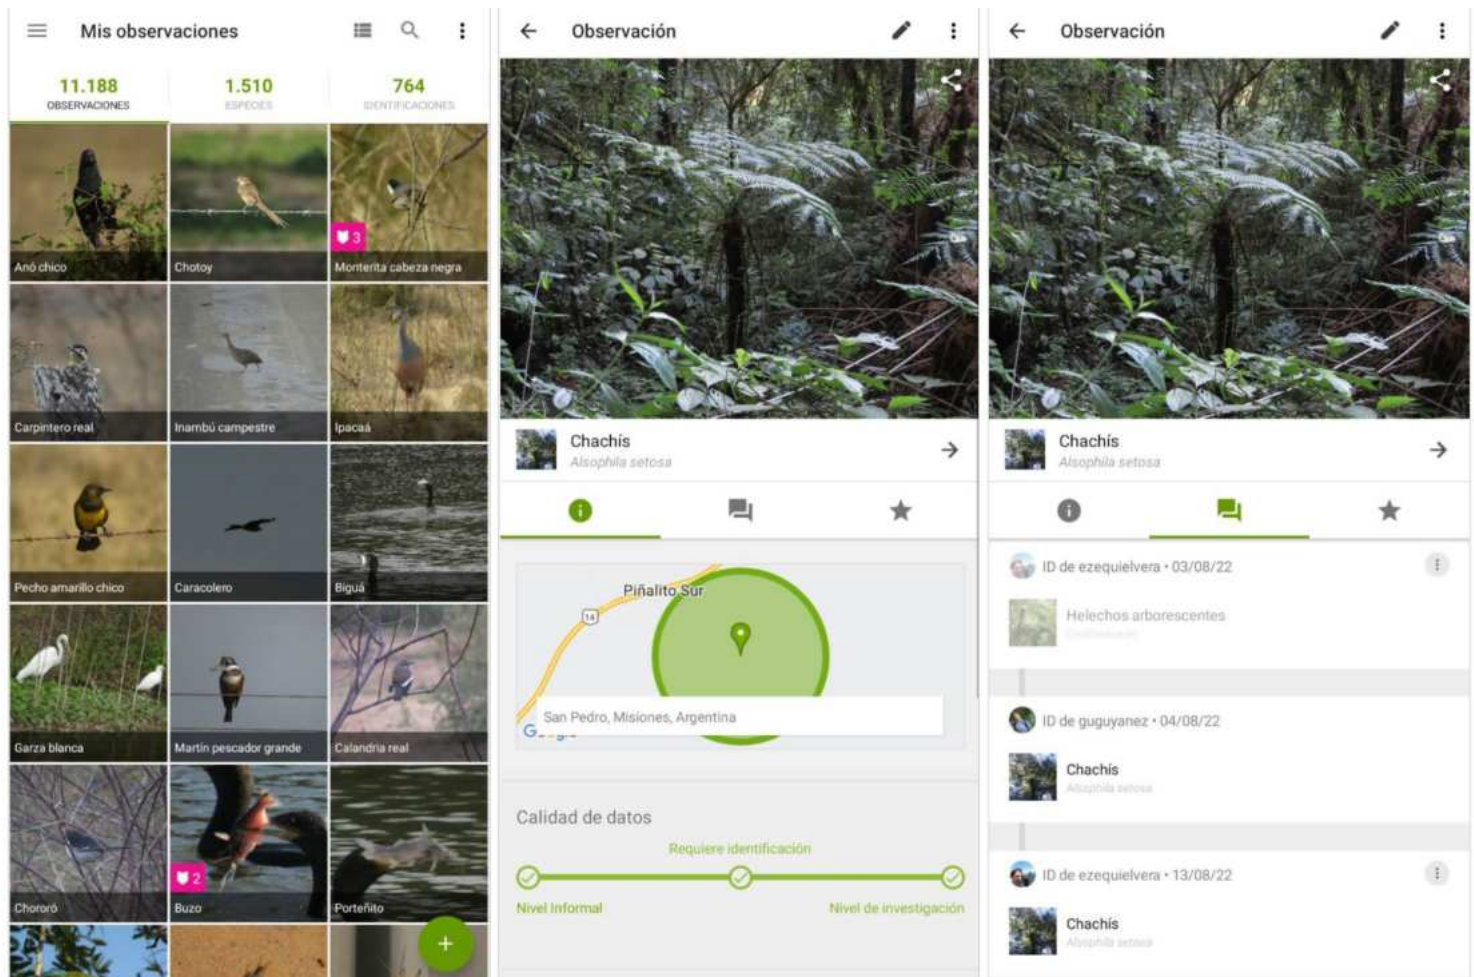 Mis observaciones
11.188
OBSERVACIONES
1.510
ESPECIES
764
IDENTIFICACIONES
Anó chico
Chotoy
3
Monterita cabeza negra
Carpintero real
Inambú campestre
Ipacaá
Pecho amarillo chico
Caracolero
Biguá
Garza blanca
Martín pescador grande
Calandria real
Chororó
2
Buzo
Porteñito
+
Observación
Chachís
Alsophila setosa
Piñalito Sur
14
San Pedro, Misiones, Argentina
Google
Calidad de datos
Requiere identificación
Nivel Informal
Nivel de investigación
Observación
Chachís
Alsophila setosa
ID de ezequielvera • 03/08/22
Helechos arborescentes
ID de guguyanez • 04/08/22
Chachís
Alsophila setosa
ID de ezequielvera • 13/08/22
Chachís
Alsophila setosa